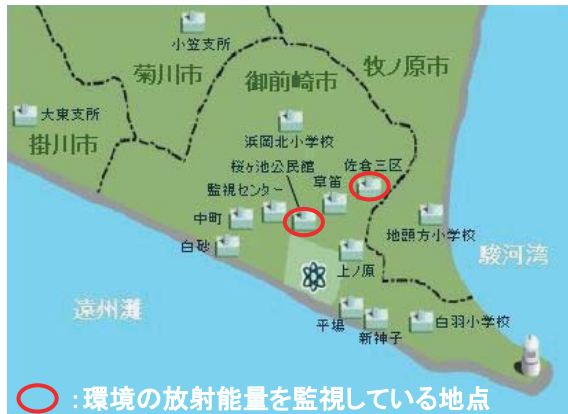 小笠支所
菊川市
御前崎市
牧ノ原市
大東支所
掛川市
浜岡北小学校
桜ヶ池公民館
佐倉三区
草笛
監視センター
中町
地頭方小学校
白砂
上ノ原
駿河湾
遠州灘
平場
新神子
白羽小学校
：環境の放射能量を監視している地点